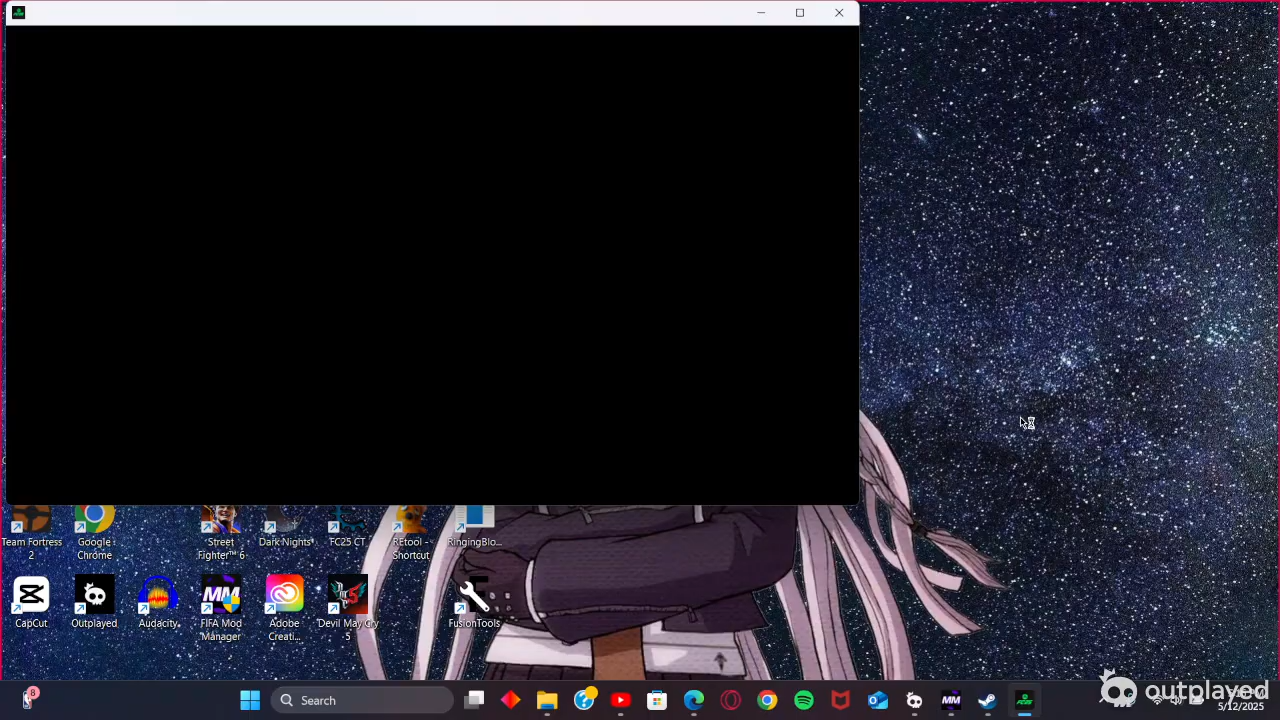 Team Fortress 2
Google Chrome
Street Fighter™ 6
Dark Nights
FC25 CT
REtool - Shortcut
RingingBlo...
CapCut
Outplayed
Audacity
FIFA Mod Manager
Adobe Creati...
Devil May Cry 5
FusionTools
8
Search
outplayed
5/12/2025